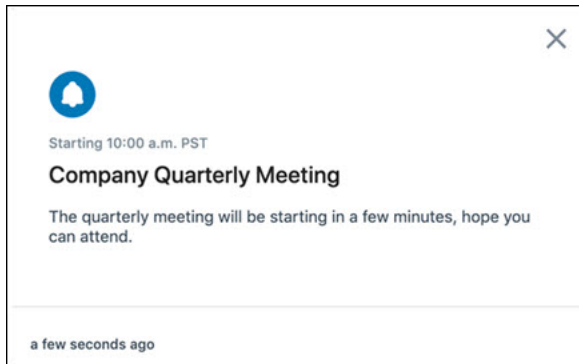 Starting 10:00 a.m. PST
Company Quarterly Meeting
The quarterly meeting will be starting in a few minutes, hope you
can attend.
a few seconds ago